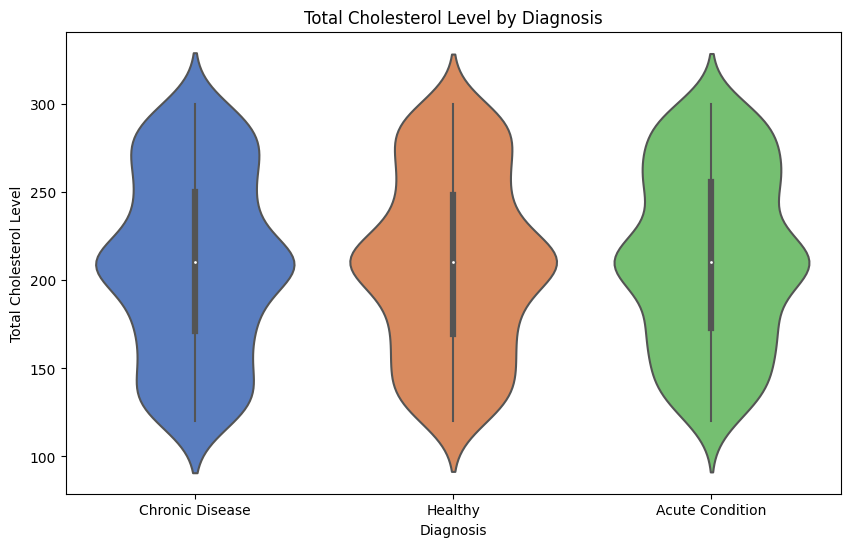 Total Cholesterol Level by Diagnosis
Total Cholesterol Level
300
250
200
150
100
Chronic Disease
Healthy
Acute Condition
Diagnosis